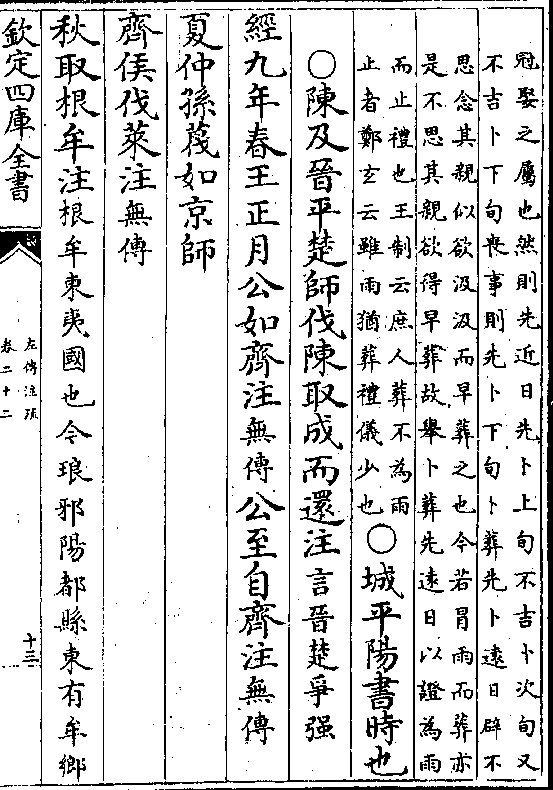 冠娶之屬也然則先近日先卜上旬不吉卜次旬又
不吉卜下旬喪事則先卜下旬卜葬先卜遠日辟不
思念其親似欲汲汲而早葬之也今若冒雨而葬亦
是不思其親欲得早葬故舉卜葬先遠日以證為雨
而止禮也王制云庶人葬不為雨
止者鄭玄云雖雨猶葬禮儀少也〇城平陽書時也
〇陳及晉平楚師伐陳取成而還注言晉楚爭强
經九年春王正月公如齊注無傳公至自齊注無傳
夏仲孫蔑如京師
齊侯伐萊注無傳
秋取根牟注根牟東夷國也今琅邪陽都縣東有牟鄉
欽定四庫全書
左傳注疏
卷二十二
十三